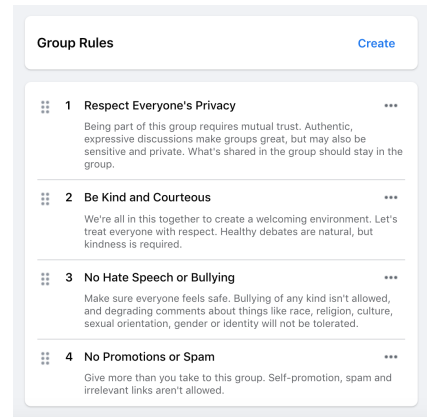 Group Rules Create
1 Respect Everyone's Privacy
Being part of this group requires mutual trust. Authentic,
expressive discussions make groups great, but may also be
sensitive and private. What's shared in the group should stay in the
group.
2 Be Kind and Courteous
We're all in this together to create a welcoming environment. Let's
treat everyone with respect. Healthy debates are natural, but
kindness is required.
3 No Hate Speech or Bullying
Make sure everyone feels safe. Bullying of any kind isn't allowed,
and degrading comments about things like race, religion, culture,
sexual orientation, gender or identity will not be tolerated.
4 No Promotions or Spam
Give more than you take to this group. Self-promotion, spam and
irrelevant links aren't allowed.